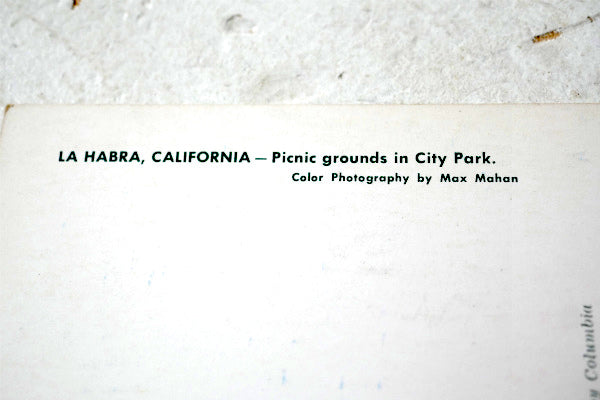 LA HABRA, CALIFORNIA — Picnic grounds in City Park.
Color Photography by Max Mahan
Columbia